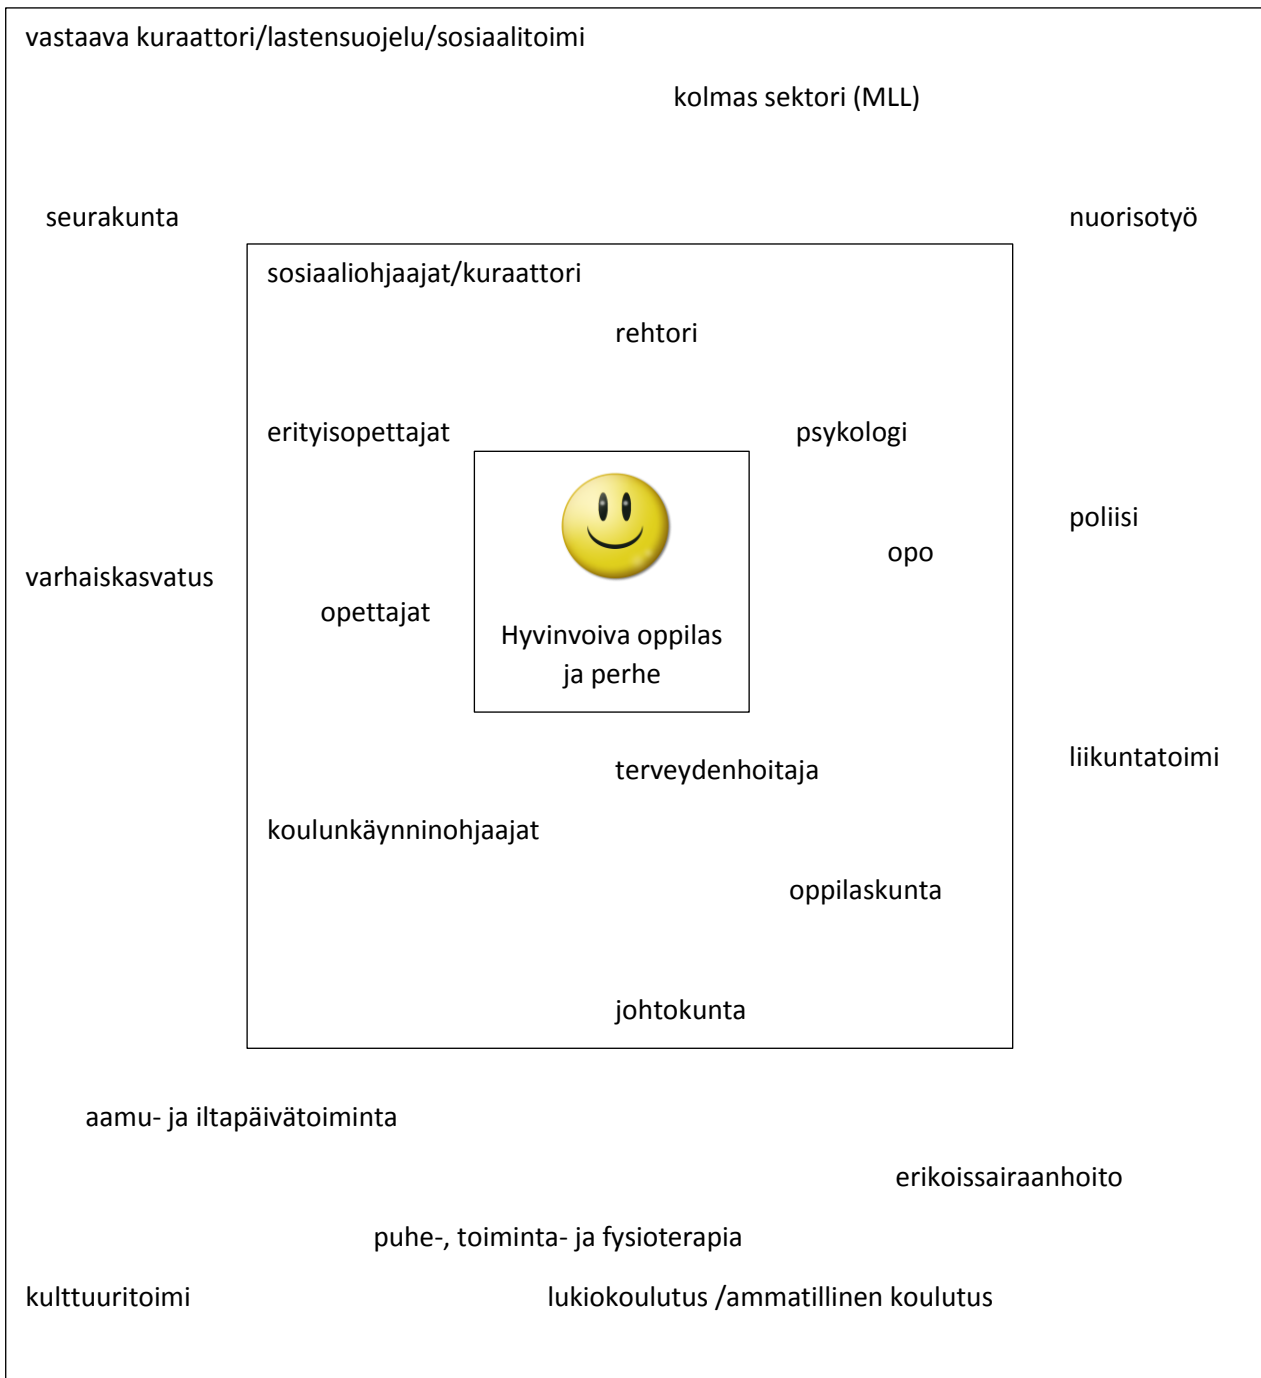 vastaava kuraattori/lastensuojelu/sosiaalitoimi
kolmas sektori (MLL)
seurakunta
nuorisotyö
sosiaaliohjaajat/kuraattori
rehtori
erityisopettajat
psykologi
poliisi
opo
varhaiskasvatus
opettajat
Hyvinvoiva oppilas
ja perhe
liikuntatoimi
terveydenhoitaja
koulunkäynninohjaajat
oppilaskunta
johtokunta
aamu- ja iltapäivätoiminta
erikoissairaanhoito
puhe-, toiminta- ja fysioterapia
kulttuuritoimi
lukiokoulutus /ammatillinen koulutus